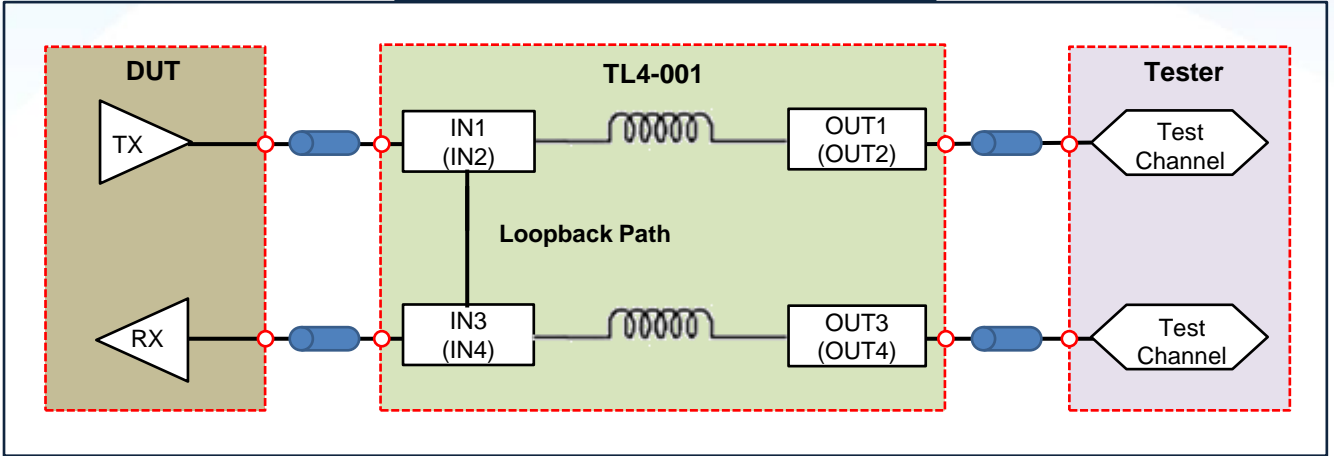 DUT
TL4-001
Tester
TX
IN1
(IN2)
OUT1
(OUT2)
Test
Channel
Loopback Path
RX
IN3
(IN4)
OUT3
(OUT4)
Test
Channel